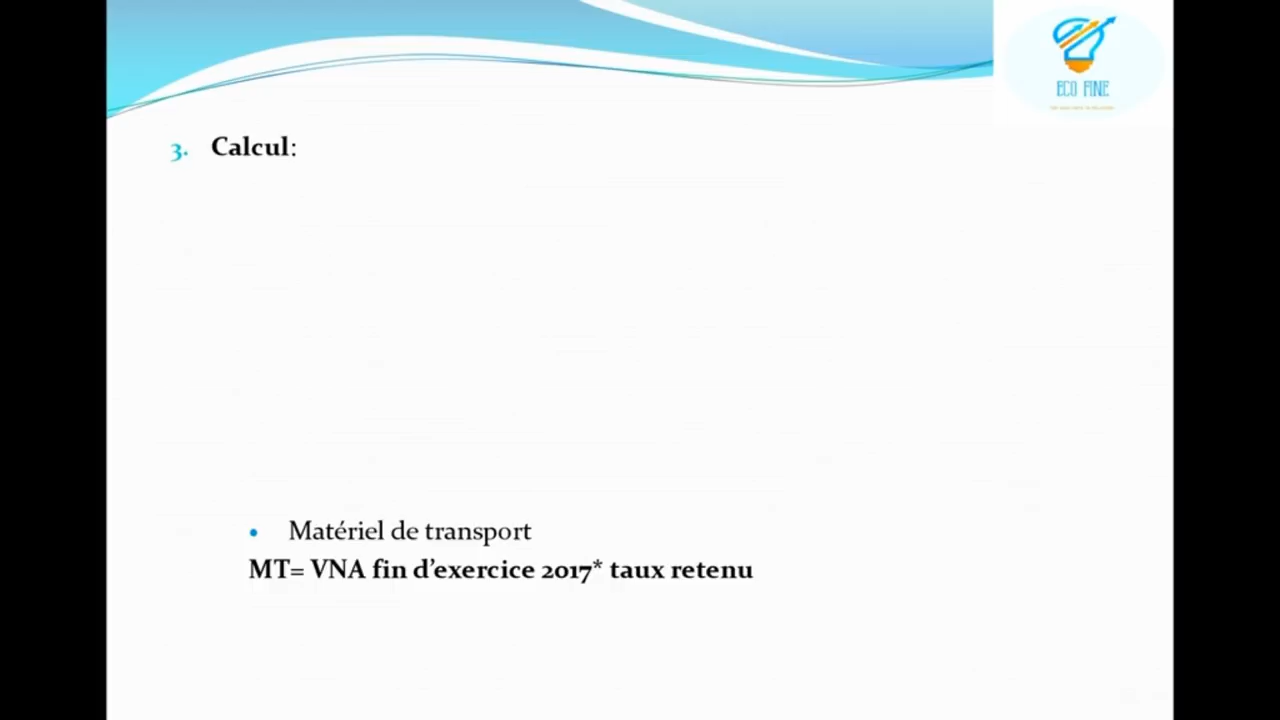 ECO FINE
3. Calcul:
• Matériel de transport
MT= VNA fin d’exercice 2017* taux retenu